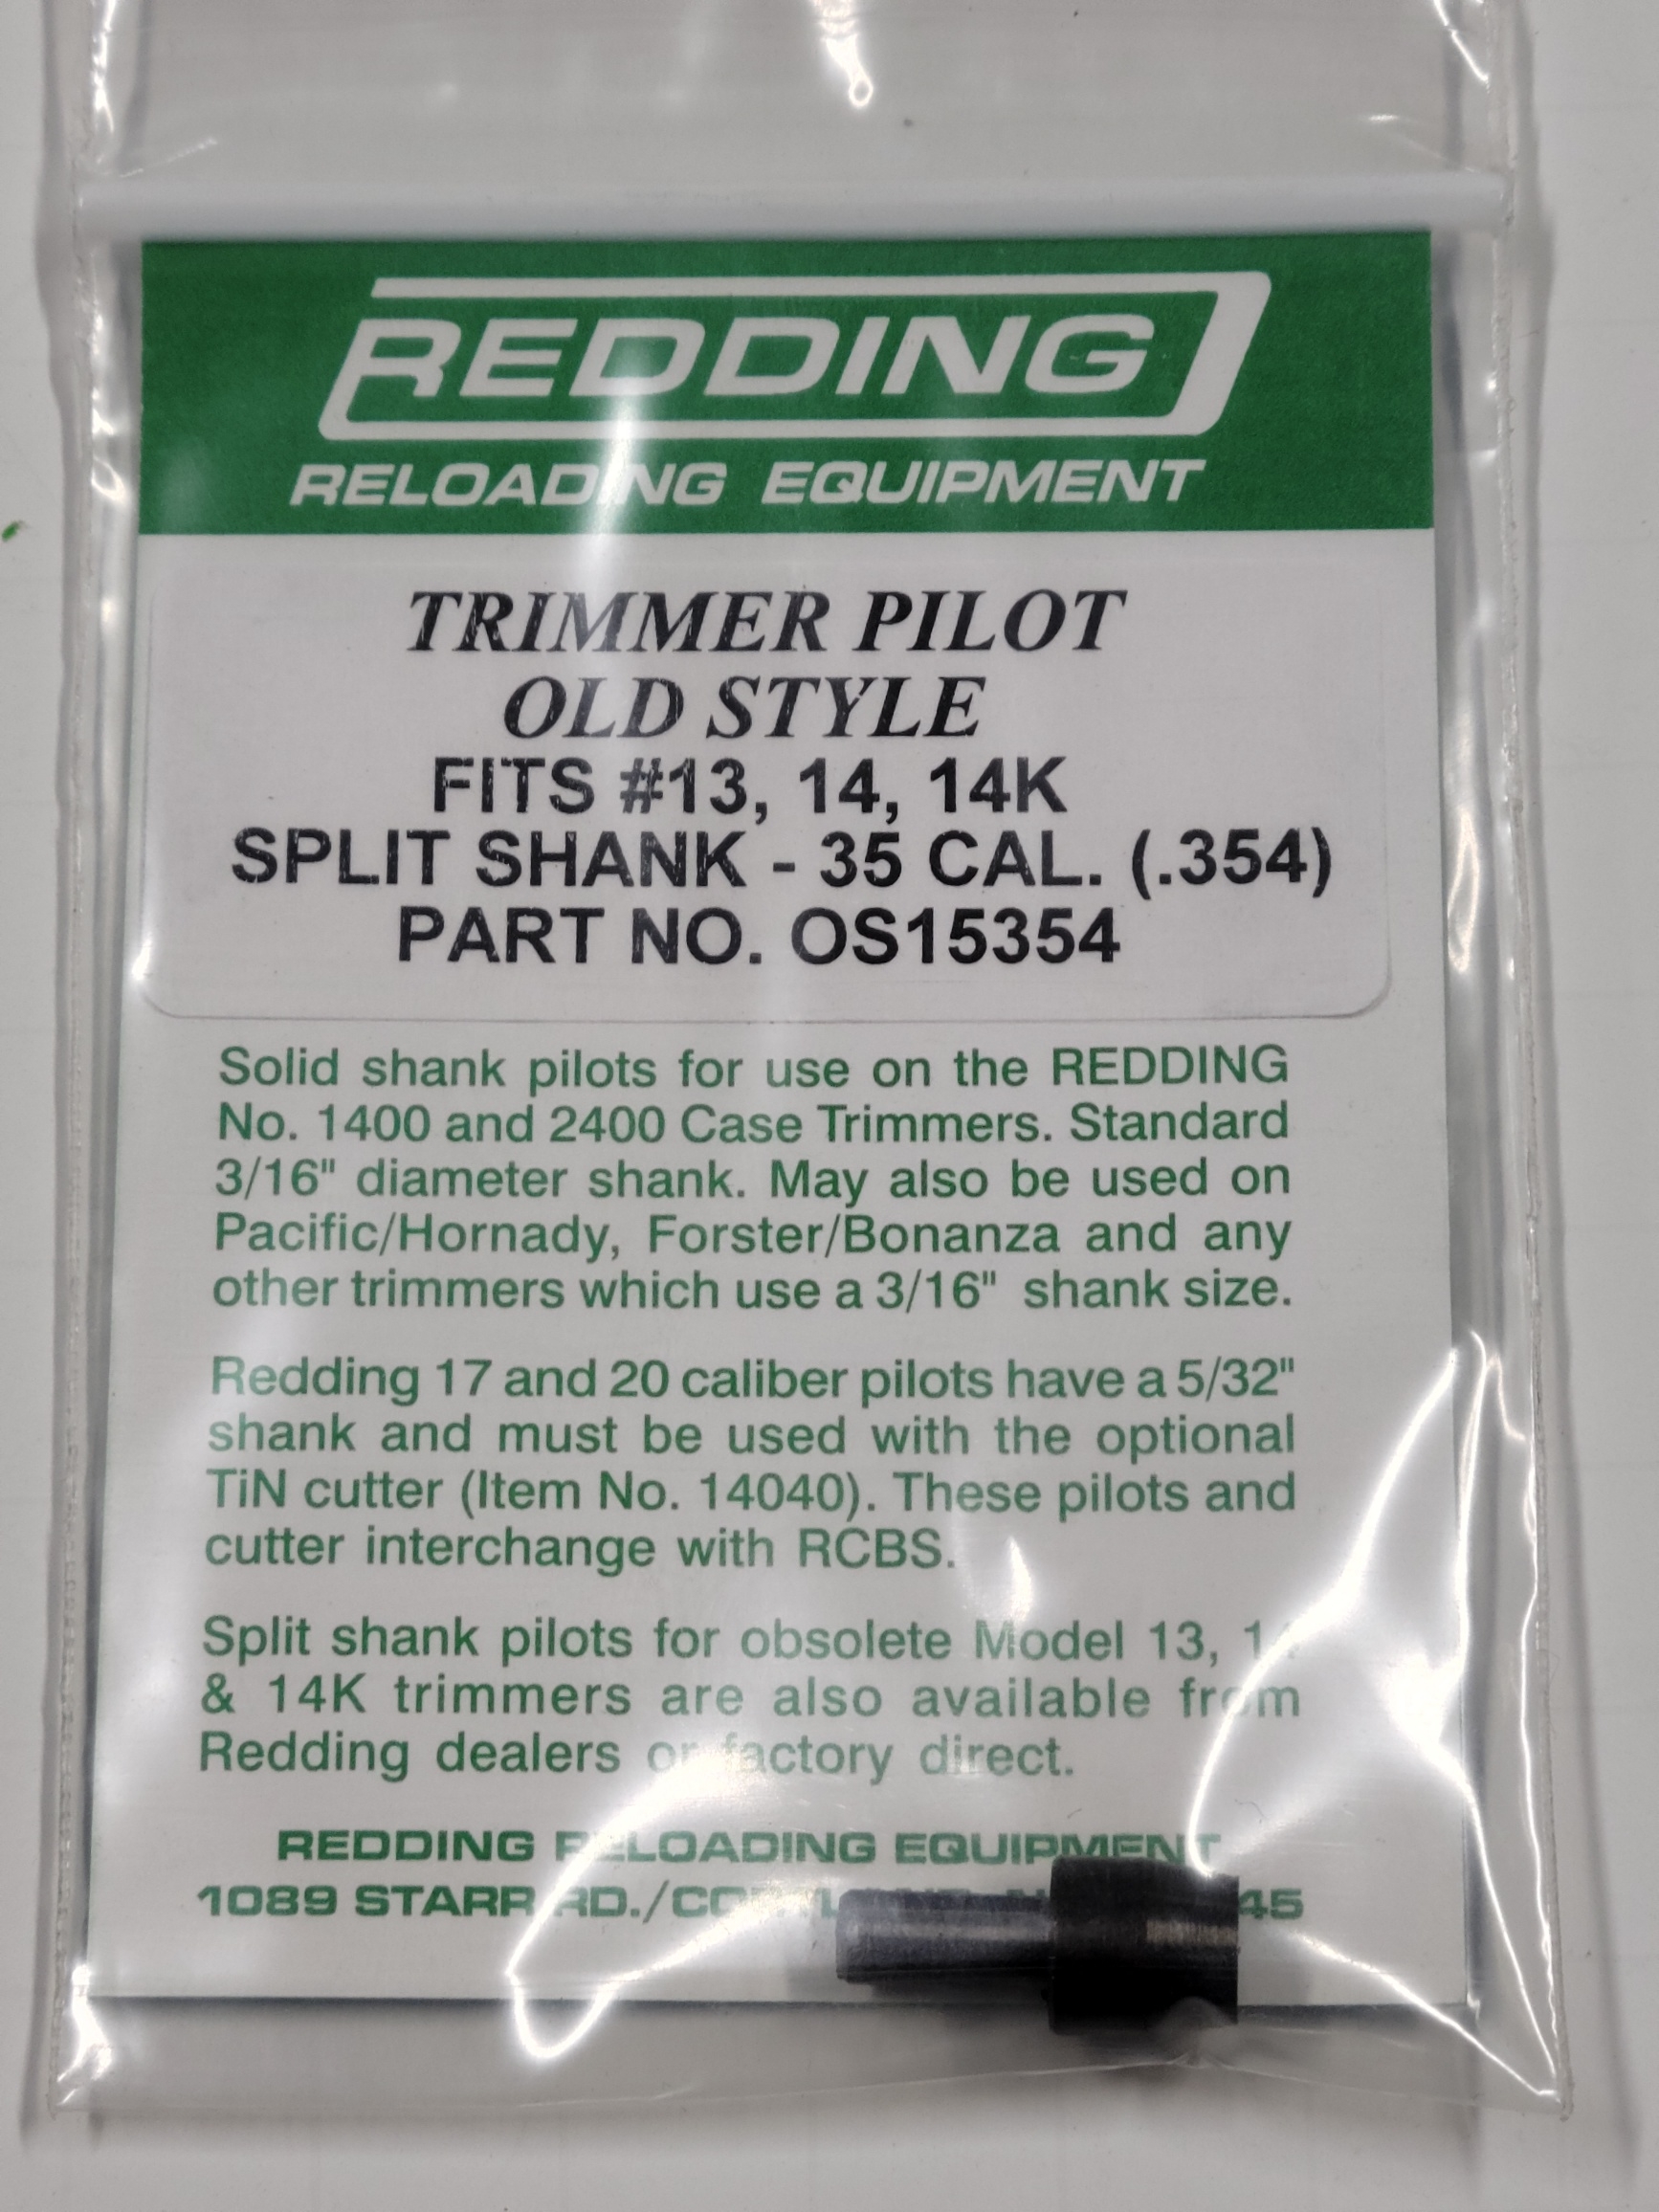 REDDING
RELOADING EQUIPMENT
TRIMMER PILOT
OLD STYLE
FITS #13, 14, 14K
SPLIT SHANK - 35 CAL. (.354)
PART NO. OS15354
Solid shank pilots for use on the REDDING
No. 1400 and 2400 Case Trimmers. Standard
3/16" diameter shank. May also be used on
Pacific/Hornady, Forster/Bonanza and any
other trimmers which use a 3/16" shank size.
Redding 17 and 20 caliber pilots have a 5/32"
shank and must be used with the optional
TiN cutter (Item No. 14040). These pilots and
cutter interchange with RCBS.
Split shank pilots for obsolete Model 13, 14
& 14K trimmers are also available from
Redding dealers or factory direct.
REDDING RELOADING EQUIPMENT
1089 STARR RD./